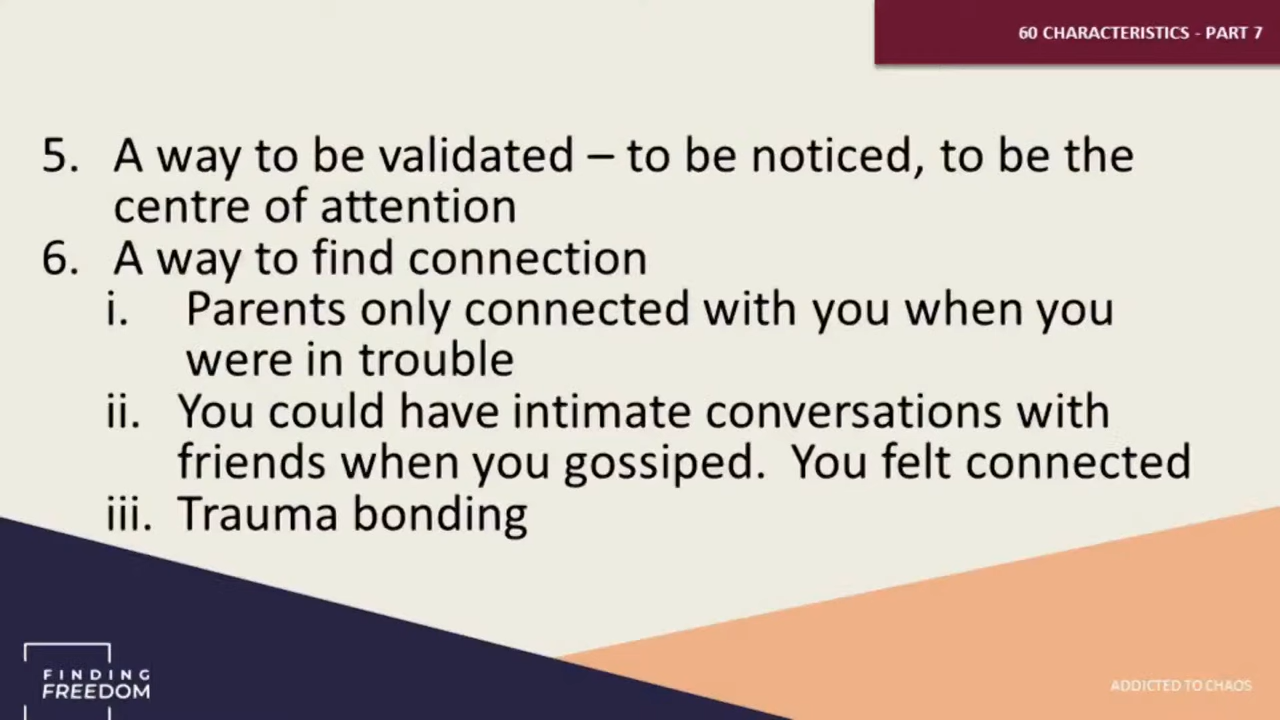 60 CHARACTERISTICS - PART 7
5. A way to be validated – to be noticed, to be the
centre of attention
6. A way to find connection
i. Parents only connected with you when you
were in trouble
ii. You could have intimate conversations with
friends when you gossiped. You felt connected
iii. Trauma bonding
FINDING
FREEDOM
ADDICTED TO CHAOS